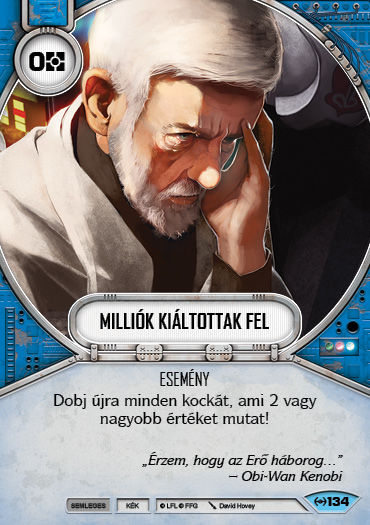 0
MILLIÓK KIÁLTOTTAK FEL
ESEMÉNY
Dobj újra minden kockát, ami 2 vagy
nagyobb értéket mutat!
„Érzem, hogy az Erő háborog…”
– Obi-Wan Kenobi
SEMLEGES KÉK © LFL © FFG David Hovey 134